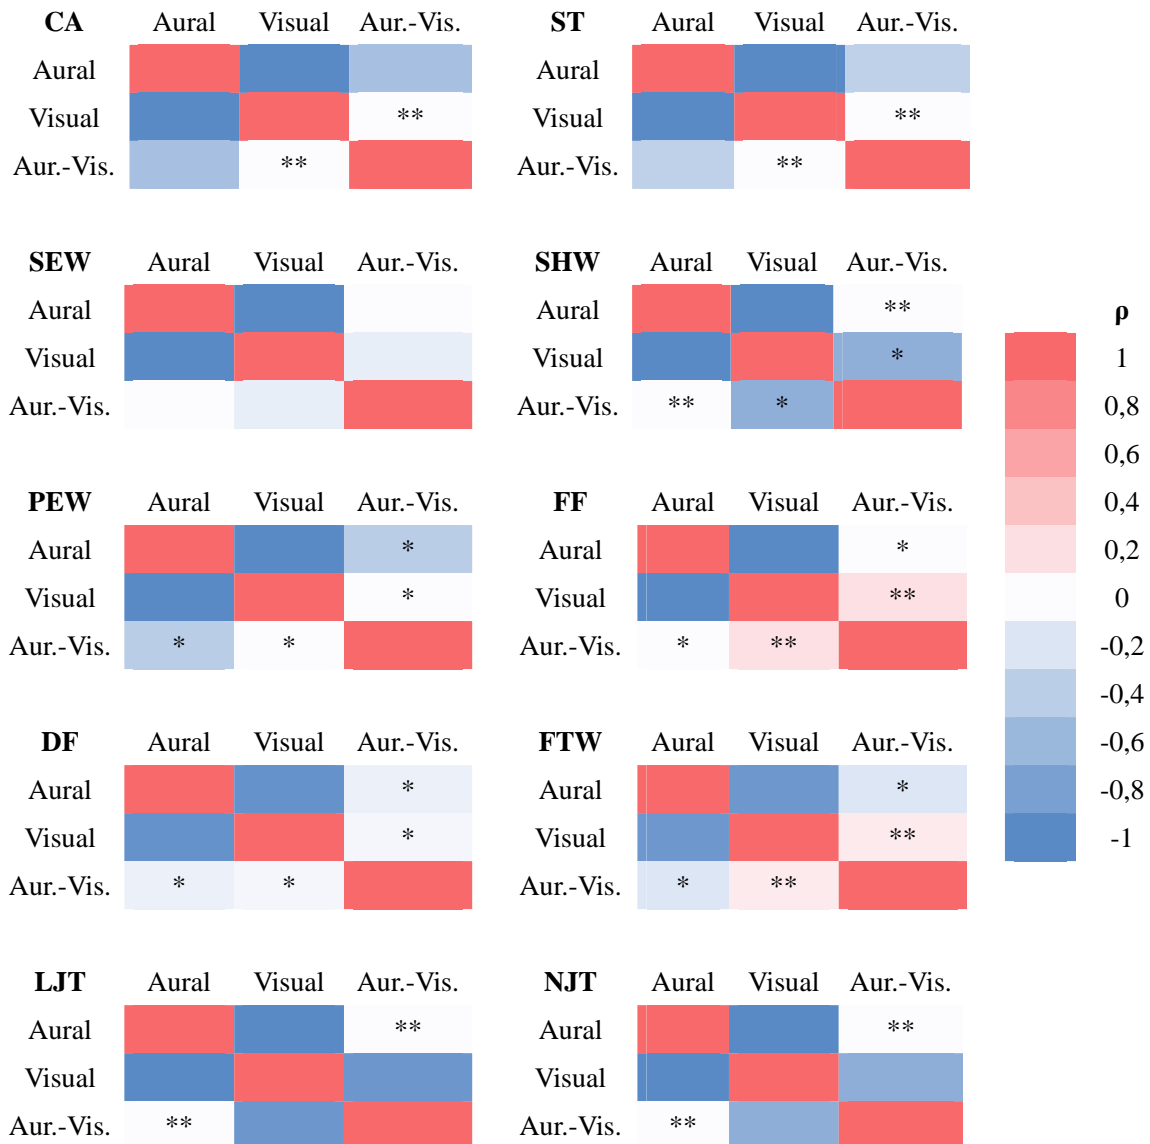 CA Aural Visual Aur.-Vis.
Aural
Visual **
Aur.-Vis. **
ST Aural Visual Aur.-Vis.
Aural
Visual **
Aur.-Vis. **
SEW Aural Visual Aur.-Vis.
Aural
Visual
Aur.-Vis.
SHW Aural Visual Aur.-Vis.
Aural **
Visual *
Aur.-Vis. ** *
PEW Aural Visual Aur.-Vis.
Aural *
Visual *
Aur.-Vis. * *
FF Aural Visual Aur.-Vis.
Aural *
Visual **
Aur.-Vis. * **
DF Aural Visual Aur.-Vis.
Aural *
Visual *
Aur.-Vis. * *
FTW Aural Visual Aur.-Vis.
Aural *
Visual **
Aur.-Vis. * **
LJT Aural Visual Aur.-Vis.
Aural **
Visual
Aur.-Vis. **
NJT Aural Visual Aur.-Vis.
Aural **
Visual
Aur.-Vis. **
ρ
1
0,8
0,6
0,4
0,2
0
-0,2
-0,4
-0,6
-0,8
-1